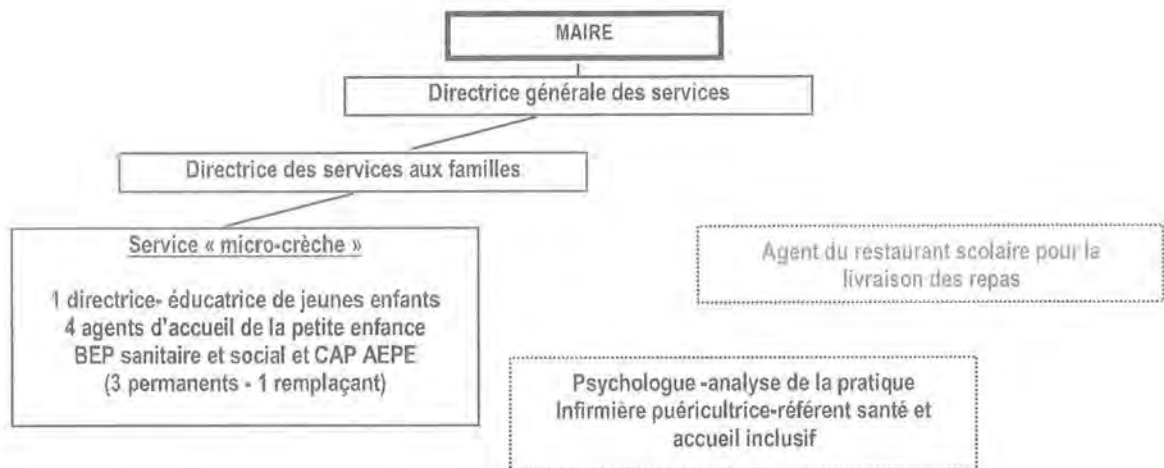 MAIRE
Directrice générale des services
Directrice des services aux familles
Service « micro-crèche »
1 directrice- éducatrice de jeunes enfants
4 agents d'accueil de la petite enfance
BEP sanitaire et social et CAP AEPE
(3 permanents - 1 remplaçant)
Agent du restaurant scolaire pour la
livraison des repas
Psychologue -analyse de la pratique
Infirmière puéricultrice-référent santé et
accueil inclusif